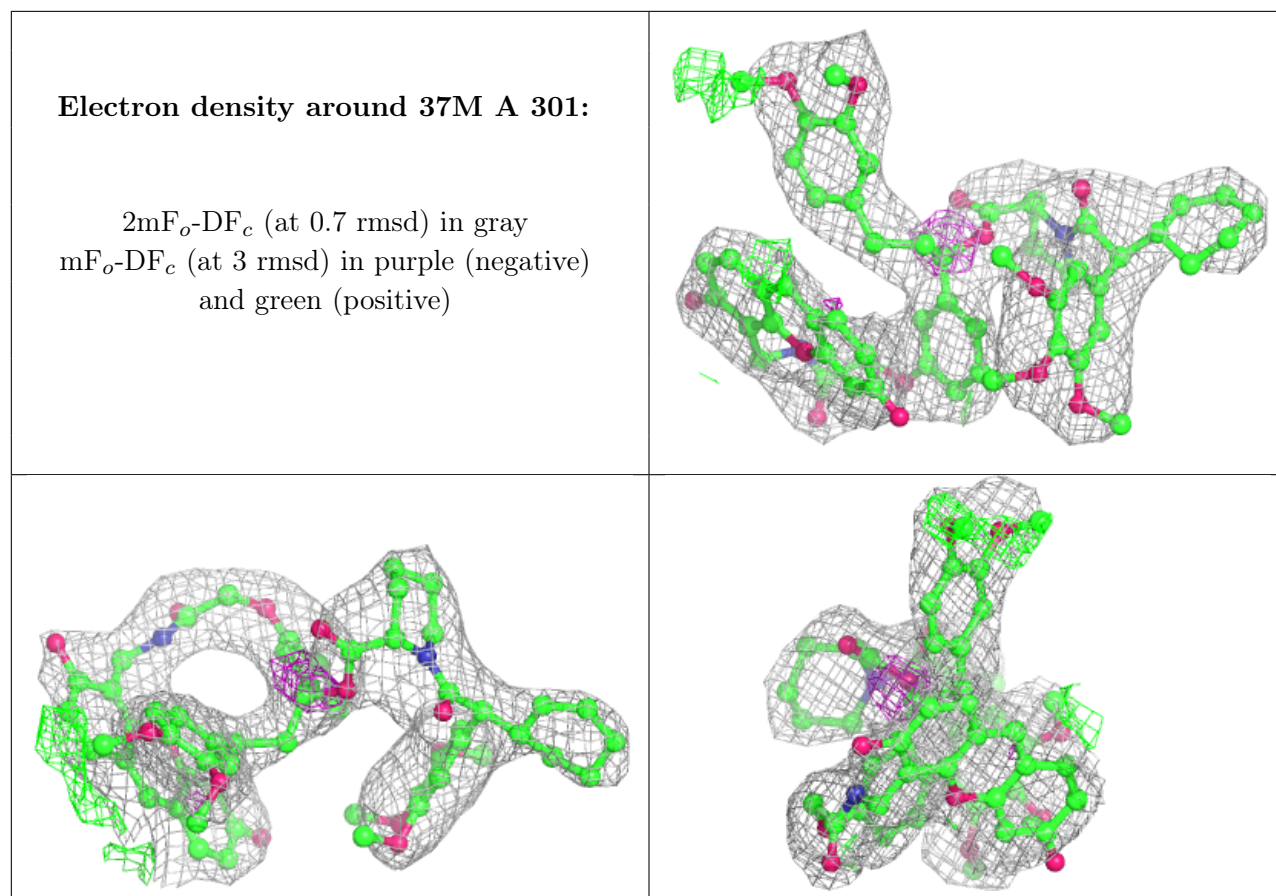 Electron density around 37M A 301:
2mFo-DFc (at 0.7 rmsd) in gray
mFo-DFc (at 3 rmsd) in purple (negative)
and green (positive)